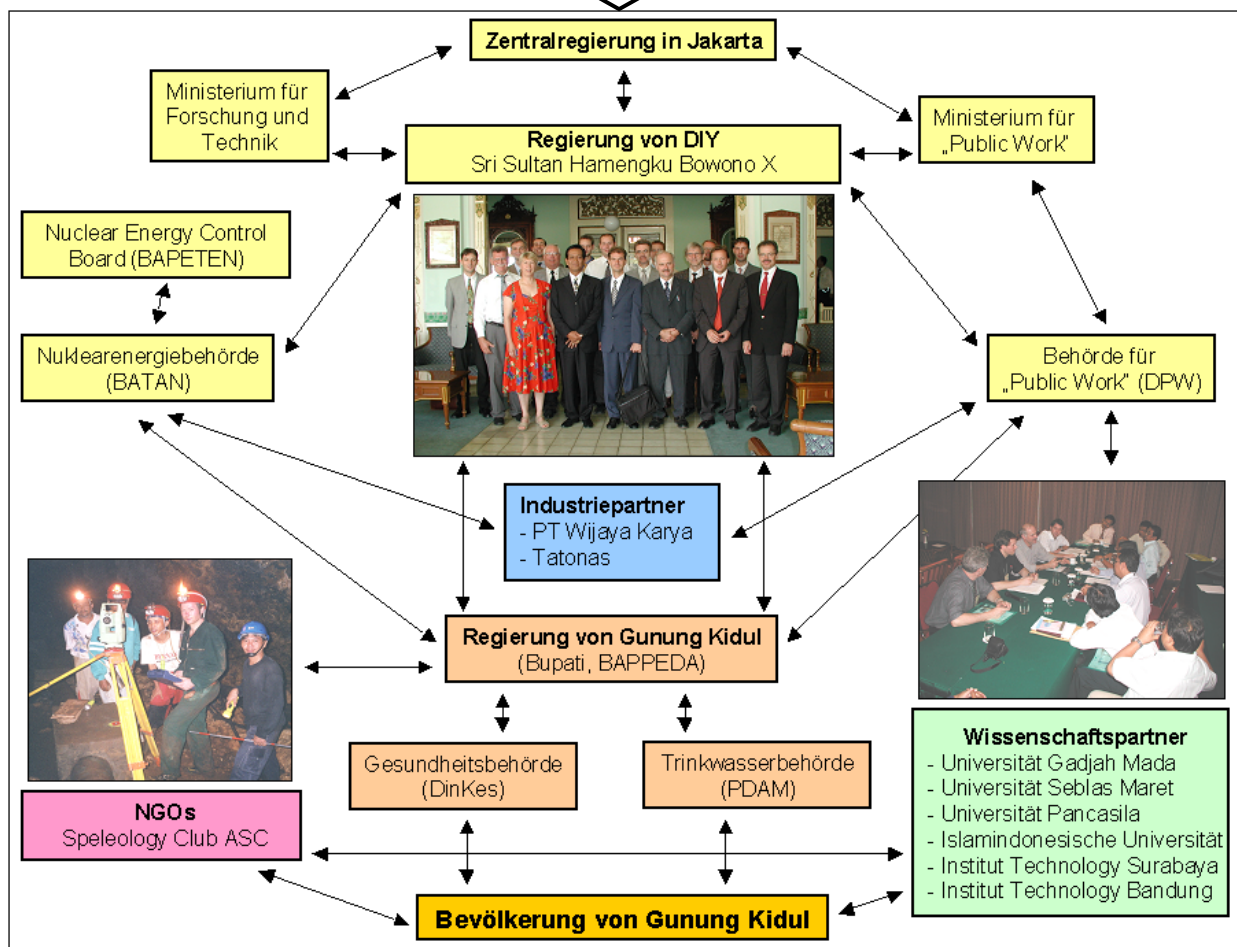 Zentralregierung in Jakarta
Ministerium für
Forschung und
Technik
Regierung von DIY
Sri Sultan Hamengku Bowono X
Ministerium für
„Public Work"
Nuclear Energy Control
Board (BAPETEN)
Nuklearenergiebehörde
(BATAN)
Behörde für
„Public Work" (DPW)
Industriepartner
- PT Wijaya Karya
- Tatonas
Regierung von Gunung Kidul
(Bupati, BAPPEDA)
Gesundheitsbehörde
(DinKes)
Trinkwasserbehörde
(PDAM)
NGOs
Speleology Club ASC
Wissenschaftspartner
- Universität Gadjah Mada
- Universität Seblas Maret
- Universität Pancasila
- Islamindonesische Universität
- Institut Technology Surabaya
- Institut Technology Bandung
Bevölkerung von Gunung Kidul